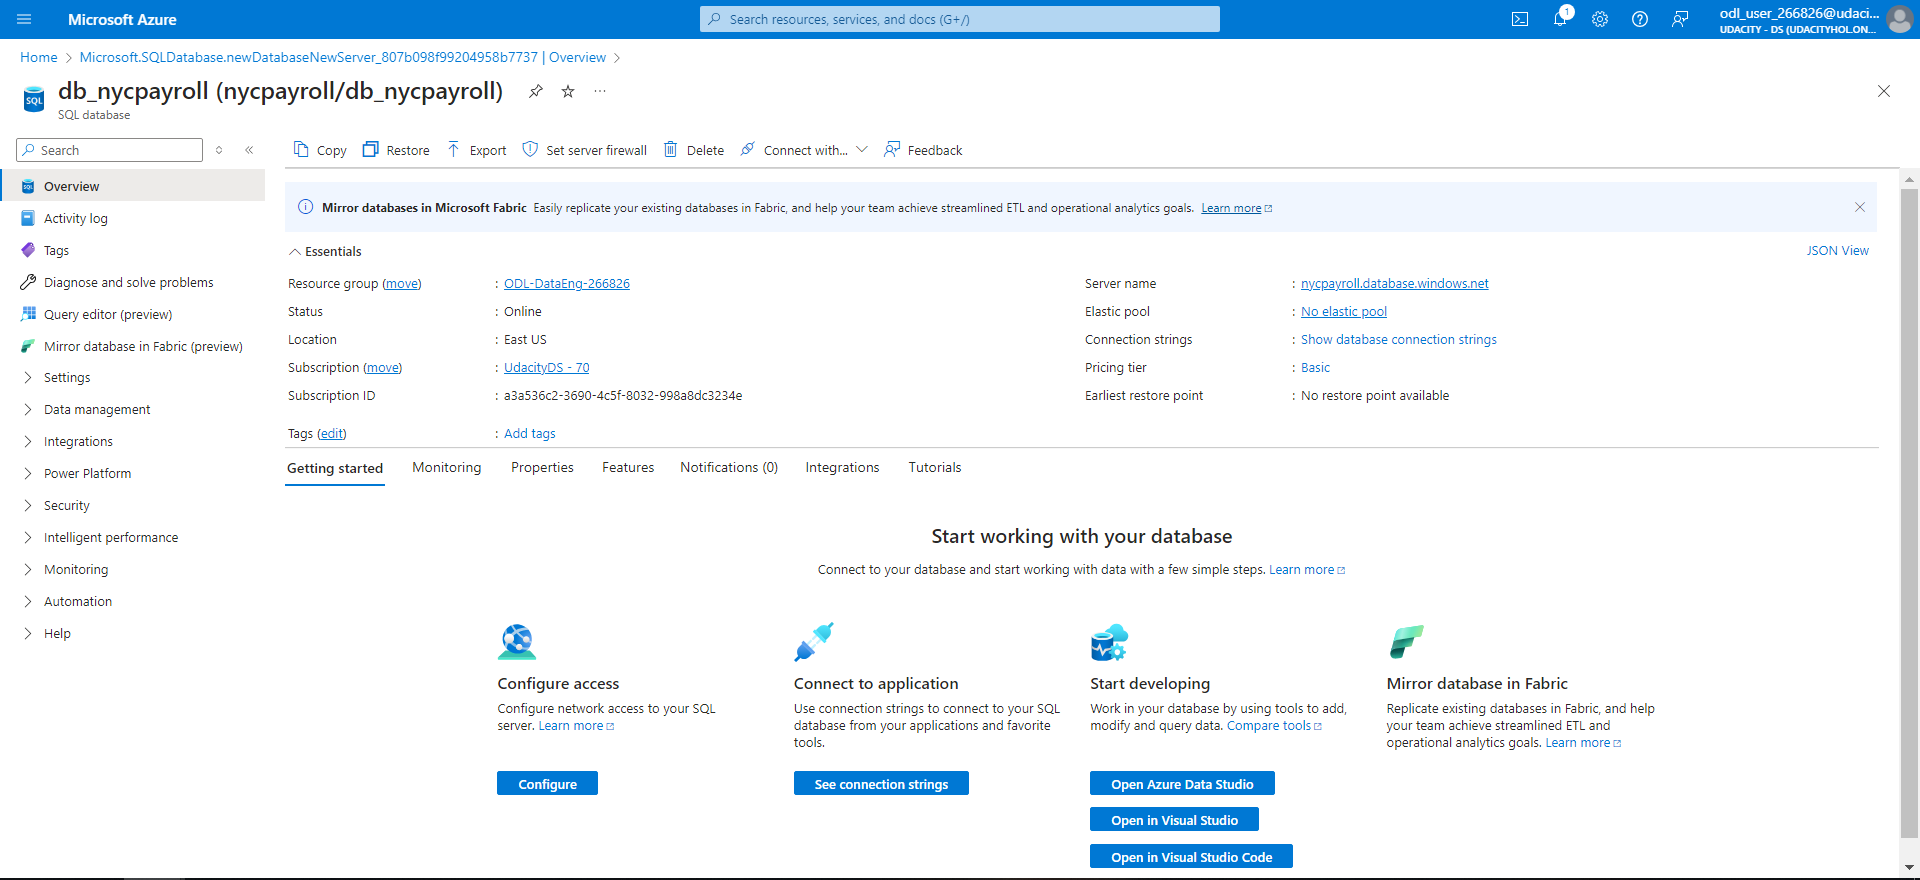 Microsoft Azure
Search resources, services, and docs (G+/)
1
odl_user_266826@udaci...
UDACITY - DS (UDACITYHOL.ON...
Home > Microsoft.SQLDatabase.newDatabaseNewServer_807b098f99204958b7737 | Overview >
SQL
db_nycpayroll (nycpayroll/db_nycpayroll)
SQL database
Search
Copy Restore Export Set server firewall Delete Connect with... Feedback
Overview
Activity log
Tags
Diagnose and solve problems
Query editor (preview)
Mirror database in Fabric (preview)
Settings
Data management
Integrations
Power Platform
Security
Intelligent performance
Monitoring
Automation
Help
Mirror databases in Microsoft Fabric Easily replicate your existing databases in Fabric, and help your team achieve streamlined ETL and operational analytics goals. Learn more
Essentials
JSON View
Resource group (move) : ODL-DataEng-266826
Status : Online
Location : East US
Subscription (move) : UdacityDS - 70
Subscription ID : a3a536c2-3690-4c5f-8032-998a8dc3234e
Server name : nycpayroll.database.windows.net
Elastic pool : No elastic pool
Connection strings : Show database connection strings
Pricing tier : Basic
Earliest restore point : No restore point available
Tags (edit) : Add tags
Getting started Monitoring Properties Features Notifications (0) Integrations Tutorials
Start working with your database
Connect to your database and start working with data with a few simple steps. Learn more
Configure access
Configure network access to your SQL
server. Learn more
Configure
Connect to application
Use connection strings to connect to your SQL
database from your applications and favorite
tools.
See connection strings
Start developing
Work in your database by using tools to add,
modify and query data. Compare tools
Open Azure Data Studio
Open in Visual Studio
Open in Visual Studio Code
Mirror database in Fabric
Replicate existing databases in Fabric, and help
your team achieve streamlined ETL and
operational analytics goals. Learn more